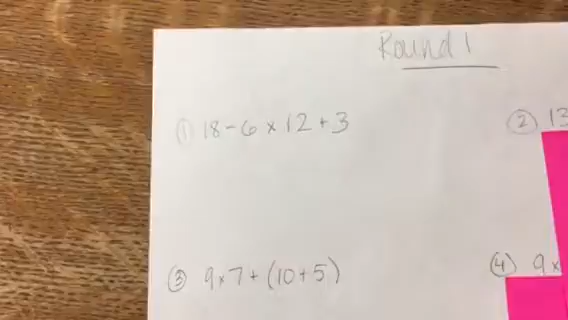 Round 1
① 18 - 6 × 12 + 3
② 13
③ 9 × 7 + (10 + 5)
④ 9 ×